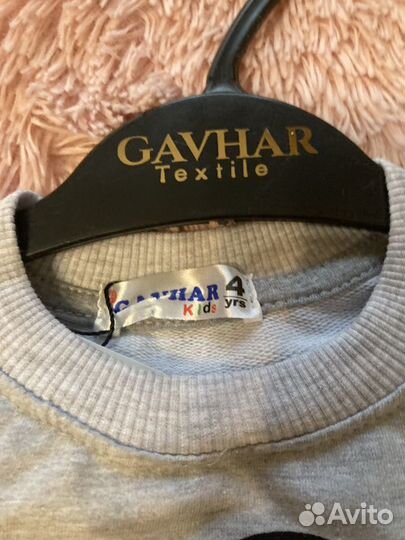 GAVHAR
Textile
GAVHAR 4
Kids yrs
Avito